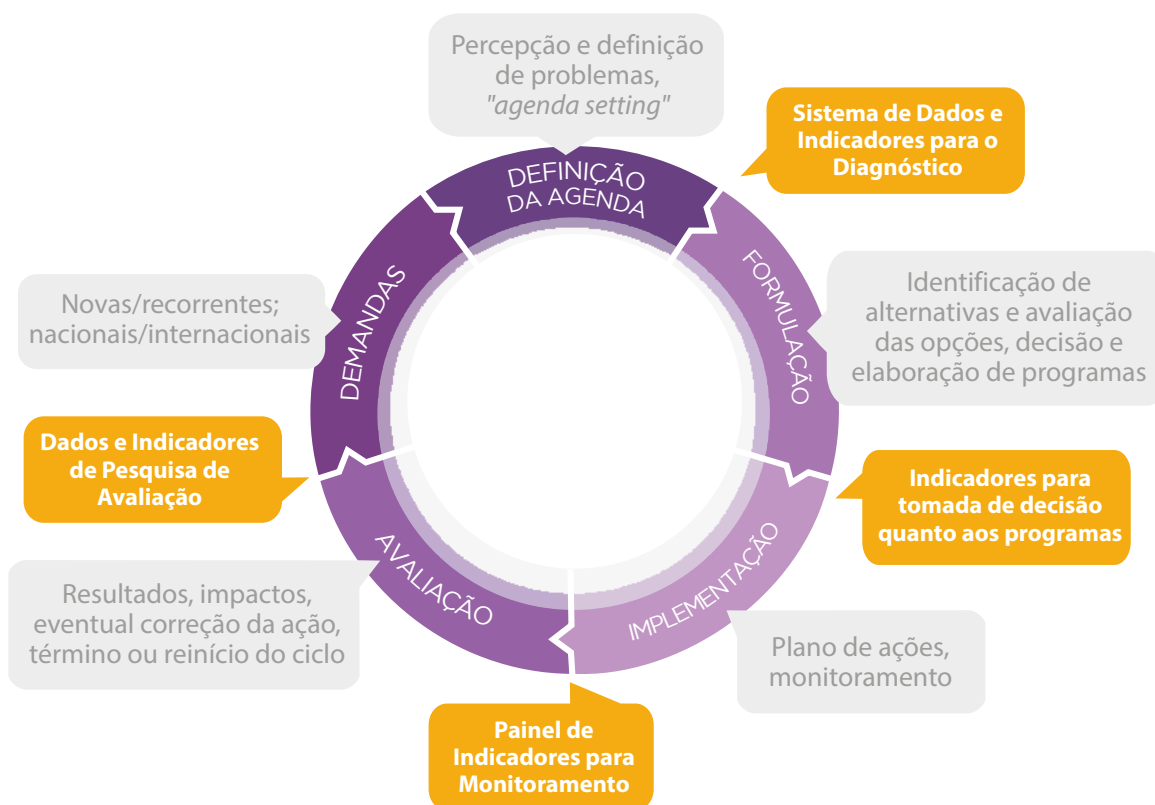 Percepção e definição
de problemas,
"agenda setting"
Sistema de Dados e
Indicadores para o
Diagnóstico
DEFINIÇÃO
DA AGENDA
FORMULAÇÃO
Identificação de
alternativas e avaliação
das opções, decisão e
elaboração de programas
Indicadores para
tomada de decisão
quanto aos programas
IMPLEMENTAÇÃO
Plano de ações,
monitoramento
Painel de
Indicadores para
Monitoramento
AVALIAÇÃO
Resultados, impactos,
eventual correção da ação,
término ou reinício do ciclo
Dados e Indicadores
de Pesquisa de
Avaliação
DEMANDAS
Novas/recorrentes;
nacionais/internacionais